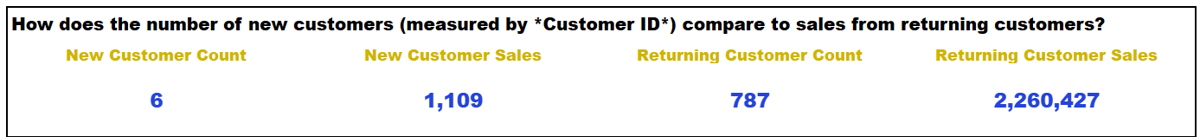 How does the number of new customers (measured by *Customer ID*) compare to sales from returning customers?
New Customer Count New Customer Sales Returning Customer Count Returning Customer Sales
6 1,109 787 2,260,427